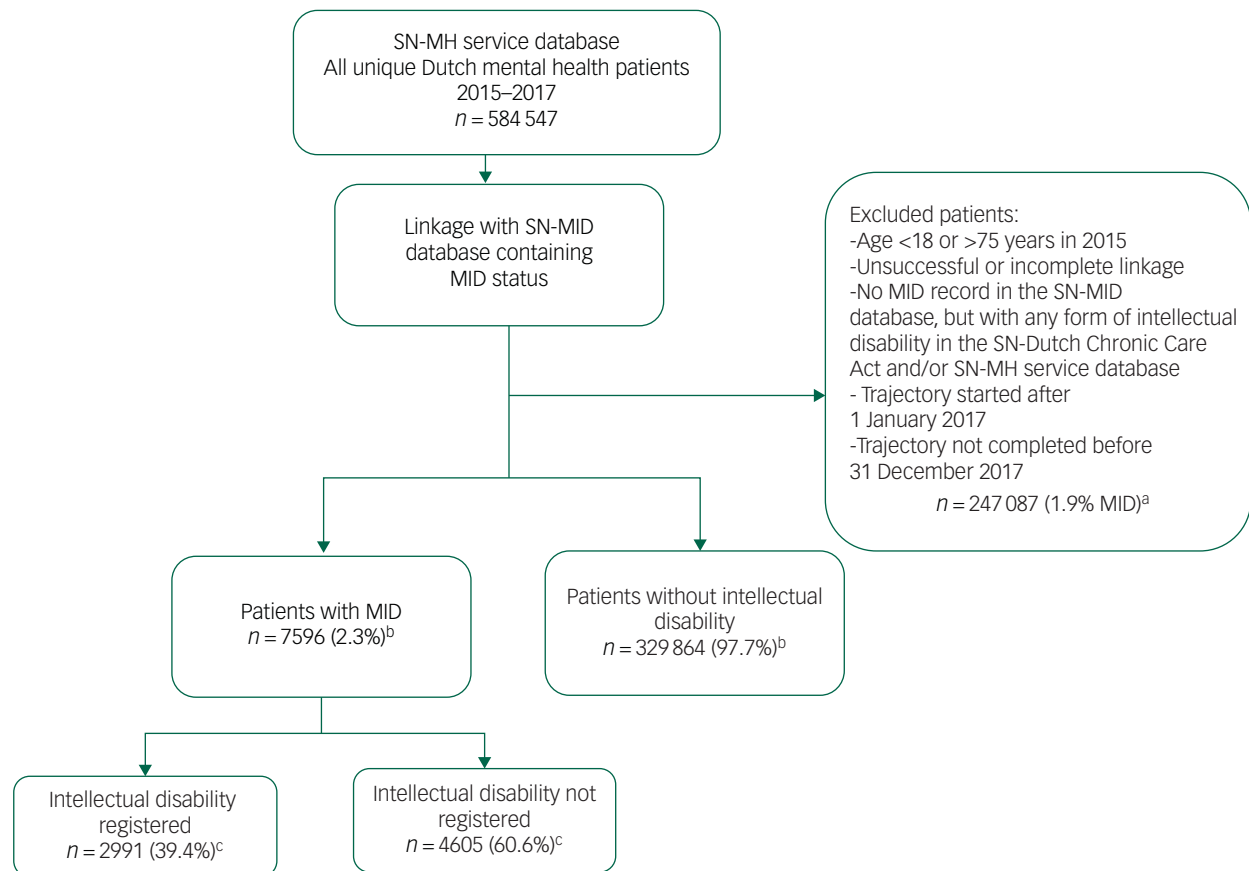 SN-MH service database
All unique Dutch mental health patients
2015–2017
n = 584 547
Linkage with SN-MID
database containing
MID status
Excluded patients:
-Age <18 or >75 years in 2015
-Unsuccessful or incomplete linkage
-No MID record in the SN-MID
database, but with any form of intellectual
disability in the SN-Dutch Chronic Care
Act and/or SN-MH service database
- Trajectory started after
1 January 2017
-Trajectory not completed before
31 December 2017
n = 247 087 (1.9% MID)a
Patients with MID
n = 7596 (2.3%)b
Patients without intellectual
disability
n = 329 864 (97.7%)b
Intellectual disability
registered
n = 2991 (39.4%)c
Intellectual disability not
registered
n = 4605 (60.6%)c